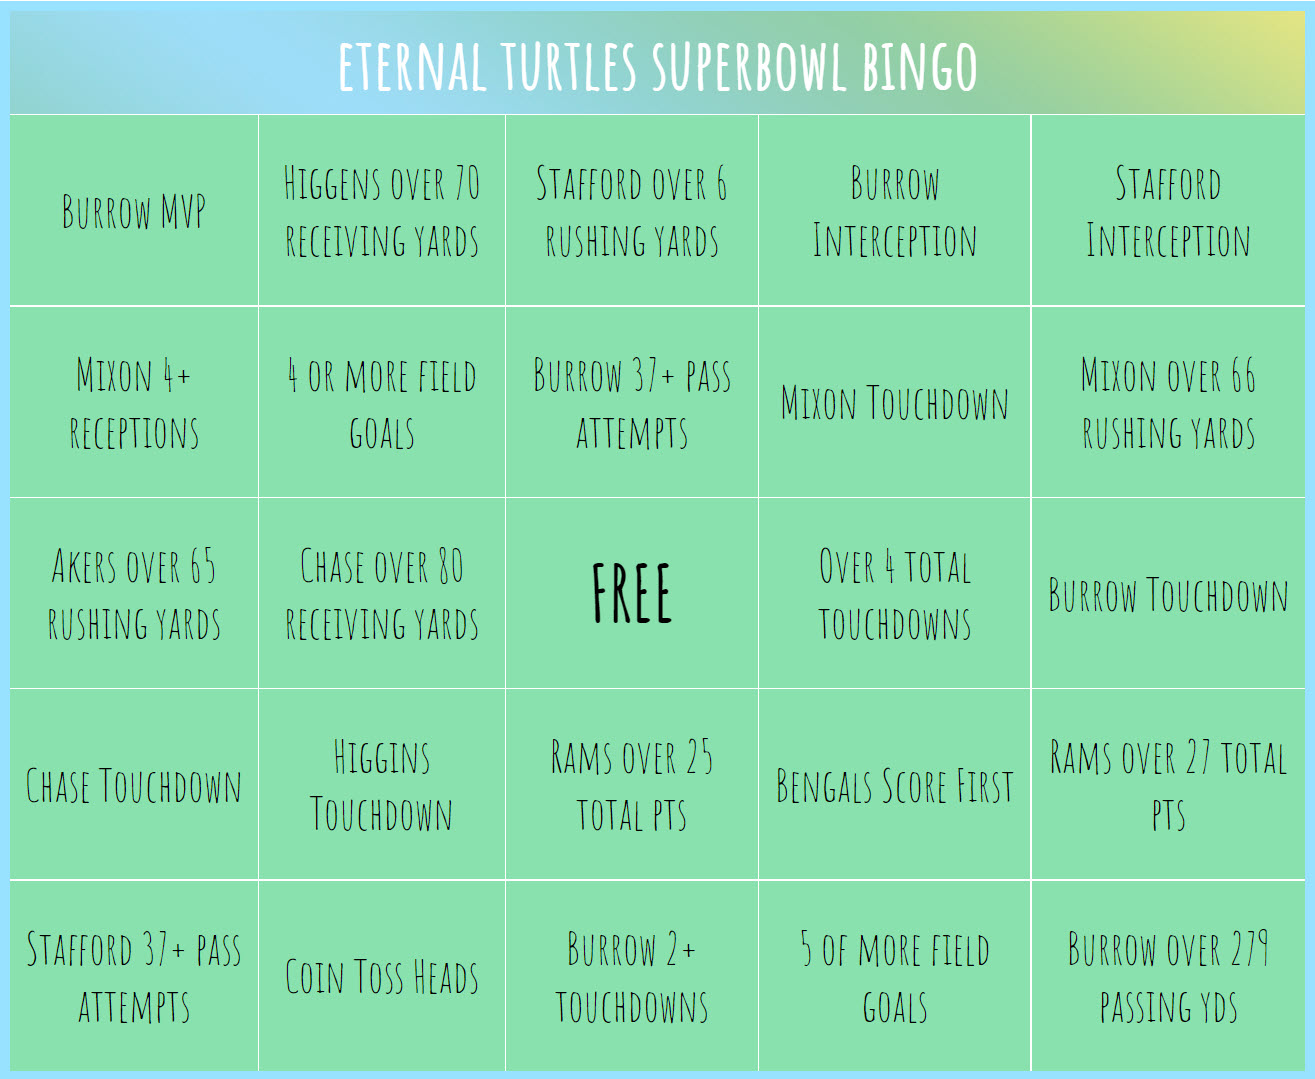 ETERNAL TURTLES SUPERBOWL BINGO
Burrow MVP
Higgens over 70
receiving yards
Stafford over 6
rushing yards
Burrow
Interception
Stafford
Interception
Mixon 4+
receptions
4 or more field
goals
Burrow 37+ pass
attempts
Mixon Touchdown
Mixon over 66
rushing yards
Akers over 65
rushing yards
Chase over 80
receiving yards
FREE
Over 4 total
touchdowns
Burrow Touchdown
Chase Touchdown
Higgins
Touchdown
Rams over 25
total pts
Bengals Score First
Rams over 27 total
pts
Stafford 37+ pass
attempts
Coin Toss Heads
Burrow 2+
touchdowns
5 of more field
goals
Burrow over 279
passing yds